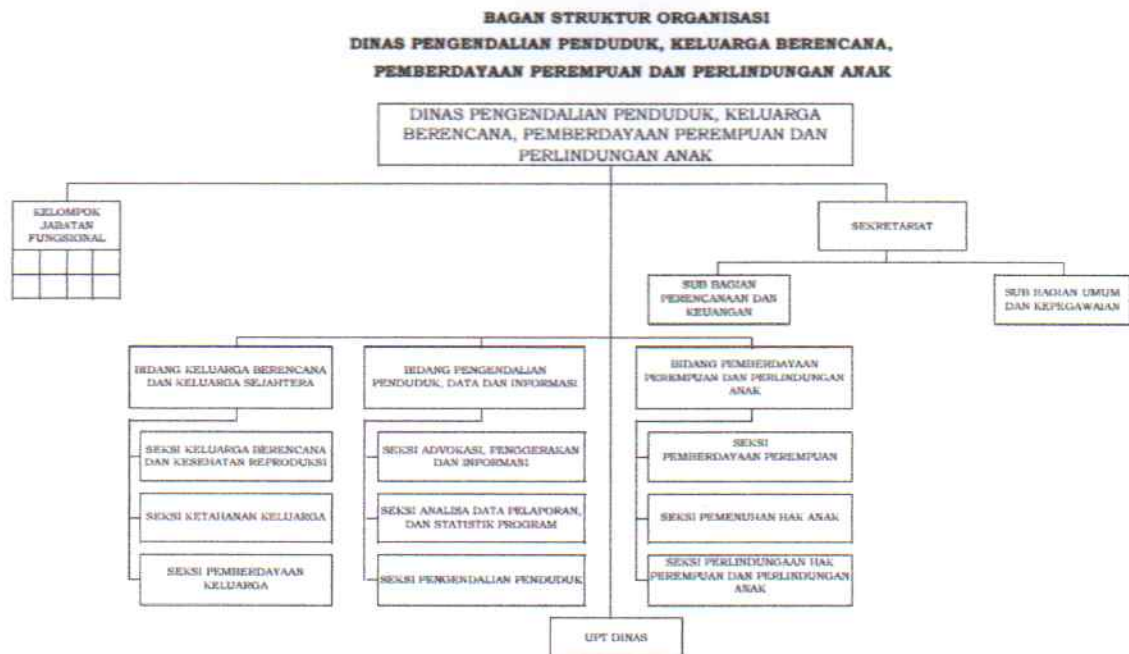 BAGAN STRUKTUR ORGANISASI
DINAS PENGENDALIAN PENDUDUK, KELUARGA BERENCANA,
PEMBERDAYAAN PEREMPUAN DAN PERLINDUNGAN ANAK
DINAS PENGENDALIAN PENDUDUK, KELUARGA
BERENCANA, PEMBERDAYAAN PEREMPUAN DAN
PERLINDUNGAN ANAK
KELOMPOK
JABATAN
FUNGSIONAL
SEKRETARIAT
SUB BAGIAN
PERENCANAAN DAN
KEUANGAN
SUB BAGIAN UMUM
DAN KEPEGAWAIAN
BIDANG KELUARGA BERENCANA
DAN KELUARGA SEJAHTERA
BIDANG PENGENDALIAN
PENDUDUK, DATA DAN INFORMASI
BIDANG PEMBERDAYAAN
PEREMPUAN DAN PERLINDUNGAN
ANAK
SEKSI KELUARGA BERENCANA
DAN KESEHATAN REPRODUKSI
SEKSI ADVOKASI, PENGGERAKAN
DAN INFORMASI
SEKSI
PEMBERDAYAAN PEREMPUAN
SEKSI KETAHANAN KELUARGA
SEKSI ANALISA DATA PELAPORAN,
DAN STATISTIK PROGRAM
SEKSI PEMENUHAN HAK ANAK
SEKSI PEMBERDAYAAN
KELUARGA
SEKSI PENGENDALIAN PENDUDUK
SEKSI PERLINDUNGAAN HAK
PEREMPUAN DAN PERLINDUNGAN
ANAK
UPT DINAS